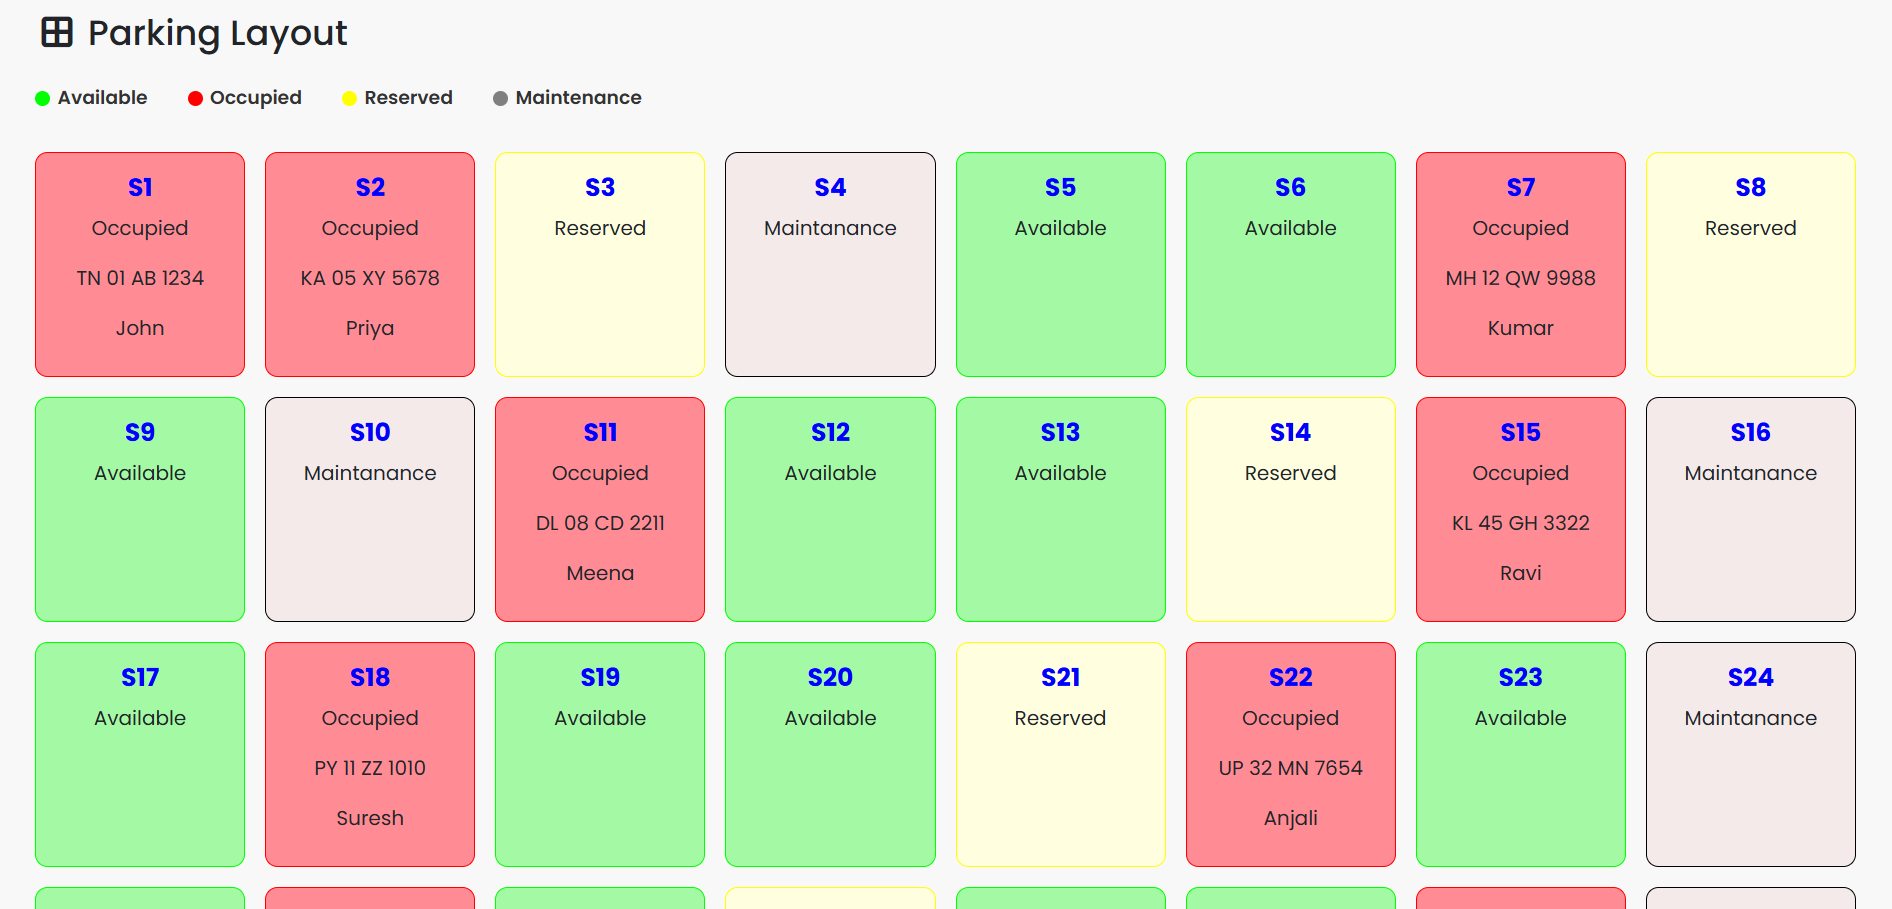 Parking Layout
Available Occupied Reserved Maintenance
S1 S2 S3 S4 S5 S6 S7 S8
Occupied Occupied Reserved Maintanance Available Available Occupied Reserved
TN 01 AB 1234 KA 05 XY 5678 MH 12 QW 9988
John Priya Kumar
S9 S10 S11 S12 S13 S14 S15 S16
Available Maintanance Occupied Available Available Reserved Occupied Maintanance
DL 08 CD 2211 KL 45 GH 3322
Meena Ravi
S17 S18 S19 S20 S21 S22 S23 S24
Available Occupied Available Available Reserved Occupied Available Maintanance
PY 11 ZZ 1010 UP 32 MN 7654
Suresh Anjali